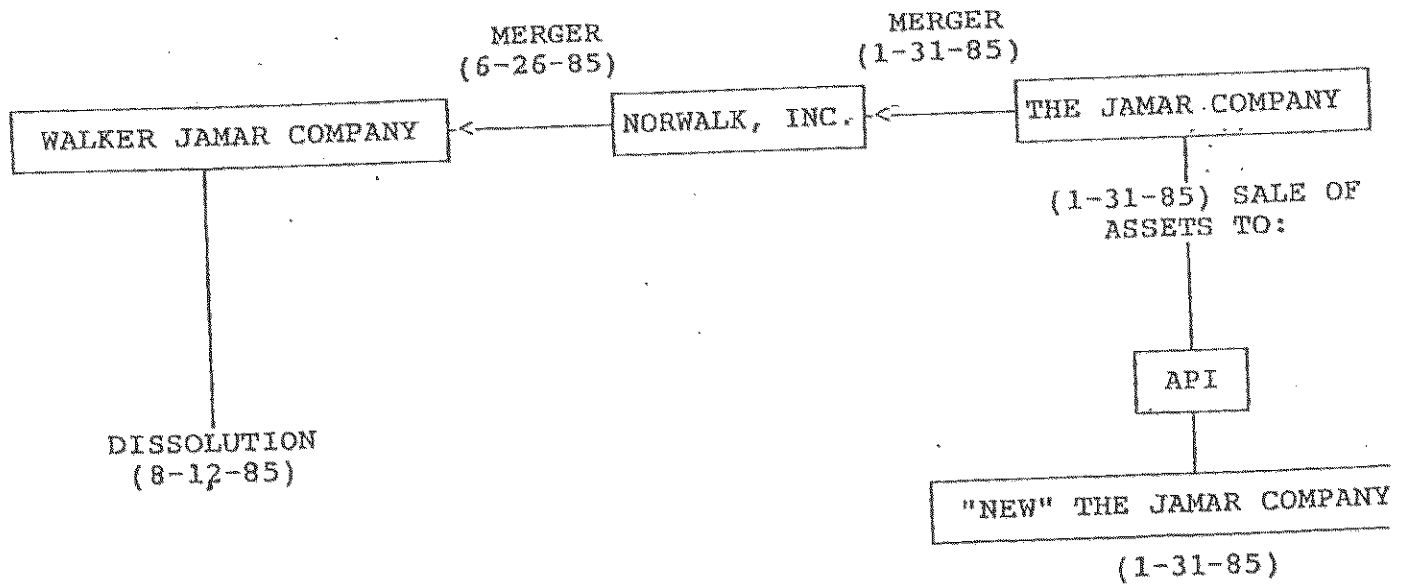 MERGER
(6-26-85)
MERGER
(1-31-85)
WALKER JAMAR COMPANY
NORWALK, INC.
THE JAMAR COMPANY
(1-31-85) SALE OF
ASSETS TO:
API
DISSOLUTION
(8-12-85)
"NEW" THE JAMAR COMPANY
(1-31-85)